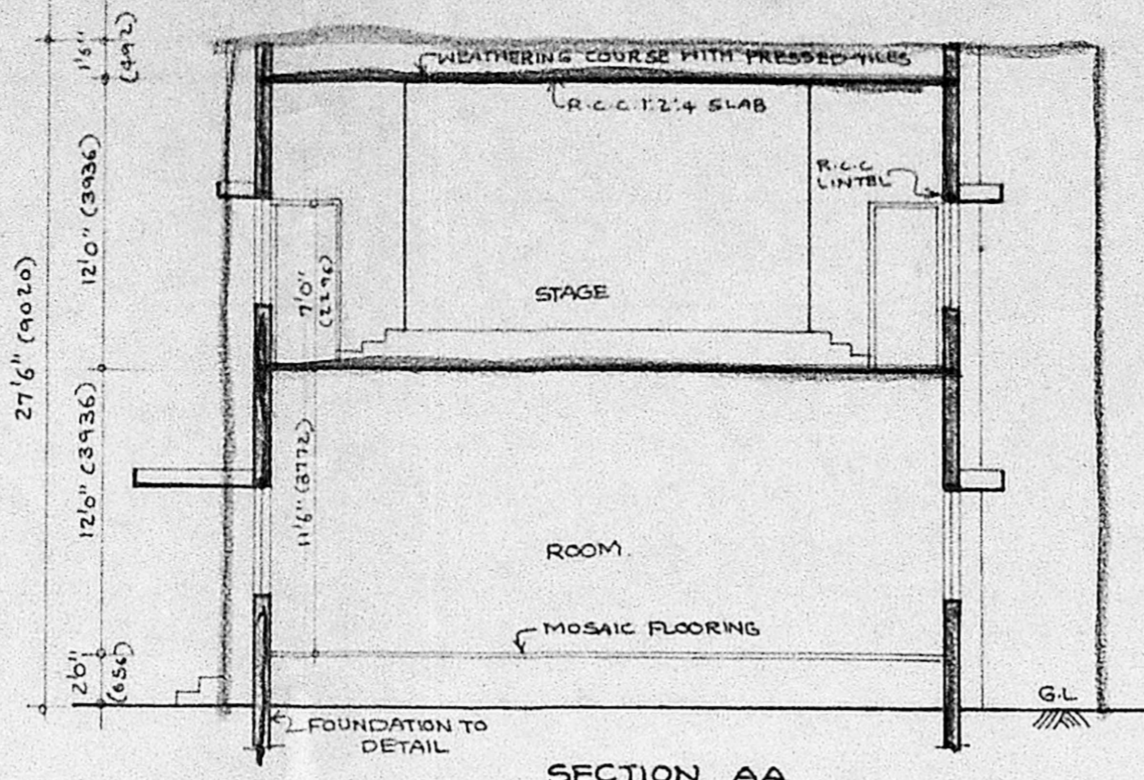 1'6"
(492)
WEATHERING COURSE WITH PRESSED TILES
R.C.C. 1:2:4 SLAB
12'0" (3936)
R.C.C
LINTEL
27'6" (9020)
7'0"
(2296)
STAGE
12'0" (3936)
11'6" (3772)
ROOM.
MOSAIC FLOORING
2'0"
(656)
G.L
FOUNDATION TO
DETAIL
SECTION AA